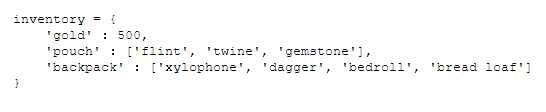 inventory = {
    'gold' : 500,
    'pouch' : ['flint', 'twine', 'gemstone'],
    'backpack' : ['xylophone', 'dagger', 'bedroll', 'bread loaf']
}